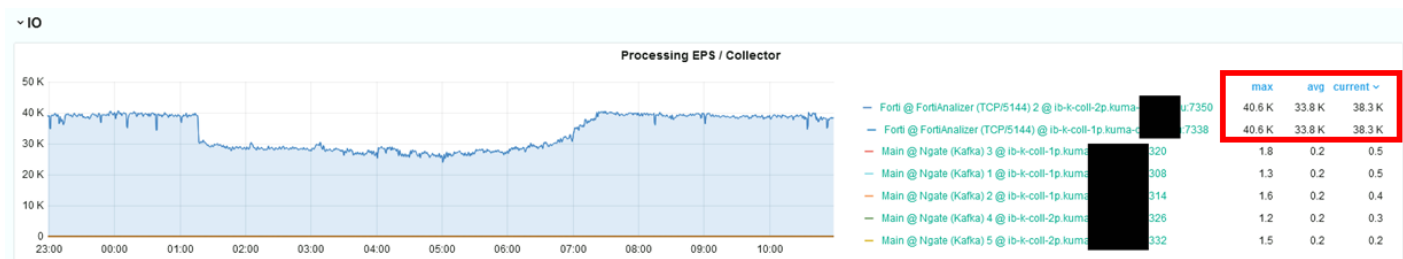 IO
Processing EPS / Collector
max avg current
50 K
40 K
30 K
20 K
10 K
0
23:00 00:00 01:00 02:00 03:00 04:00 05:00 06:00 07:00 08:00 09:00 10:00
Forti @ FortiAnalizer (TCP/5144) 2 @ ib-k-coll-2p.kuma- u:7350 40.6 K 33.8 K 38.3 K
Forti @ FortiAnalizer (TCP/5144) @ ib-k-coll-1p.kuma- u:7338 40.6 K 33.8 K 38.3 K
Main @ Ngate (Kafka) 3 @ ib-k-coll-1p.kuma 320 1.8 0.2 0.5
Main @ Ngate (Kafka) 1 @ ib-k-coll-1p.kuma 308 1.3 0.2 0.5
Main @ Ngate (Kafka) 2 @ ib-k-coll-1p.kuma 314 1.6 0.2 0.4
Main @ Ngate (Kafka) 4 @ ib-k-coll-2p.kuma 326 1.2 0.2 0.3
Main @ Ngate (Kafka) 5 @ ib-k-coll-2p.kuma 332 1.5 0.2 0.2